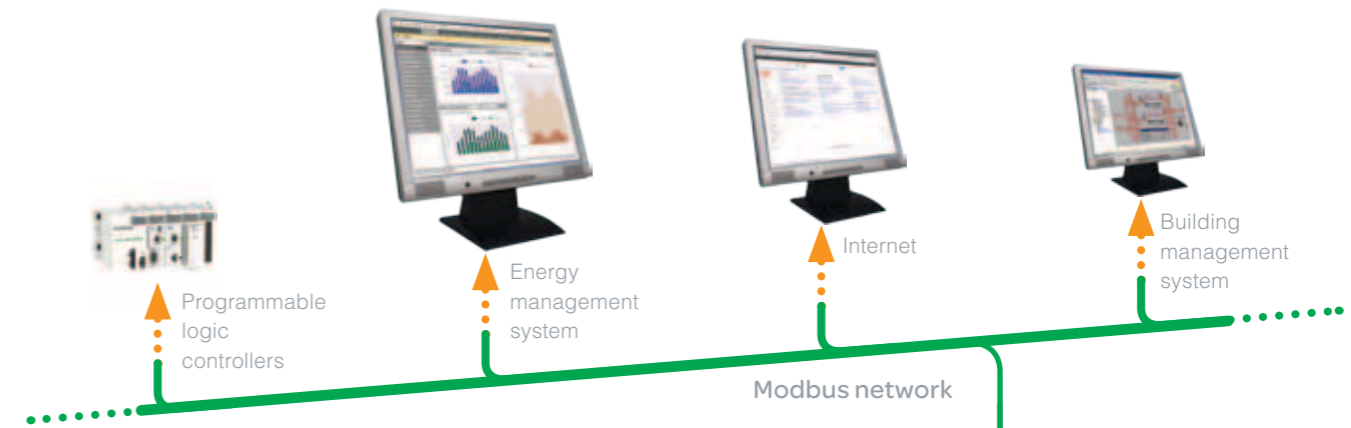 Programmable
logic
controllers
Energy
management
system
Internet
Building
management
system
Modbus network